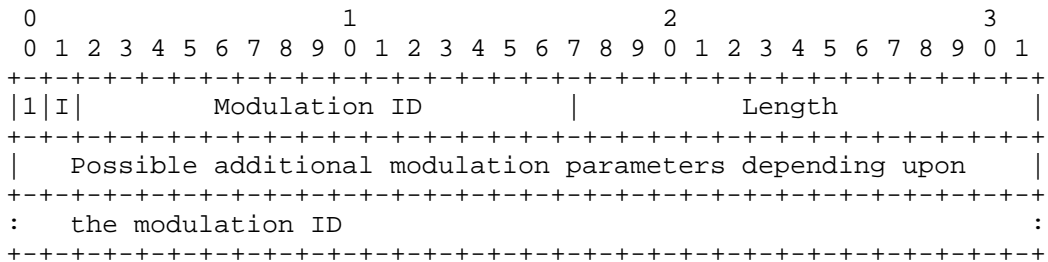 0                   1                   2                   3
 0 1 2 3 4 5 6 7 8 9 0 1 2 3 4 5 6 7 8 9 0 1 2 3 4 5 6 7 8 9 0 1
+-+-+-+-+-+-+-+-+-+-+-+-+-+-+-+-+-+-+-+-+-+-+-+-+-+-+-+-+-+-+-+-+
|1|I|        Modulation ID         |          Length            |
+-+-+-+-+-+-+-+-+-+-+-+-+-+-+-+-+-+-+-+-+-+-+-+-+-+-+-+-+-+-+-+-+
|   Possible additional modulation parameters depending upon    |
+-+-+-+-+-+-+-+-+-+-+-+-+-+-+-+-+-+-+-+-+-+-+-+-+-+-+-+-+-+-+-+-+
:   the modulation ID                                           :
+-+-+-+-+-+-+-+-+-+-+-+-+-+-+-+-+-+-+-+-+-+-+-+-+-+-+-+-+-+-+-+-+